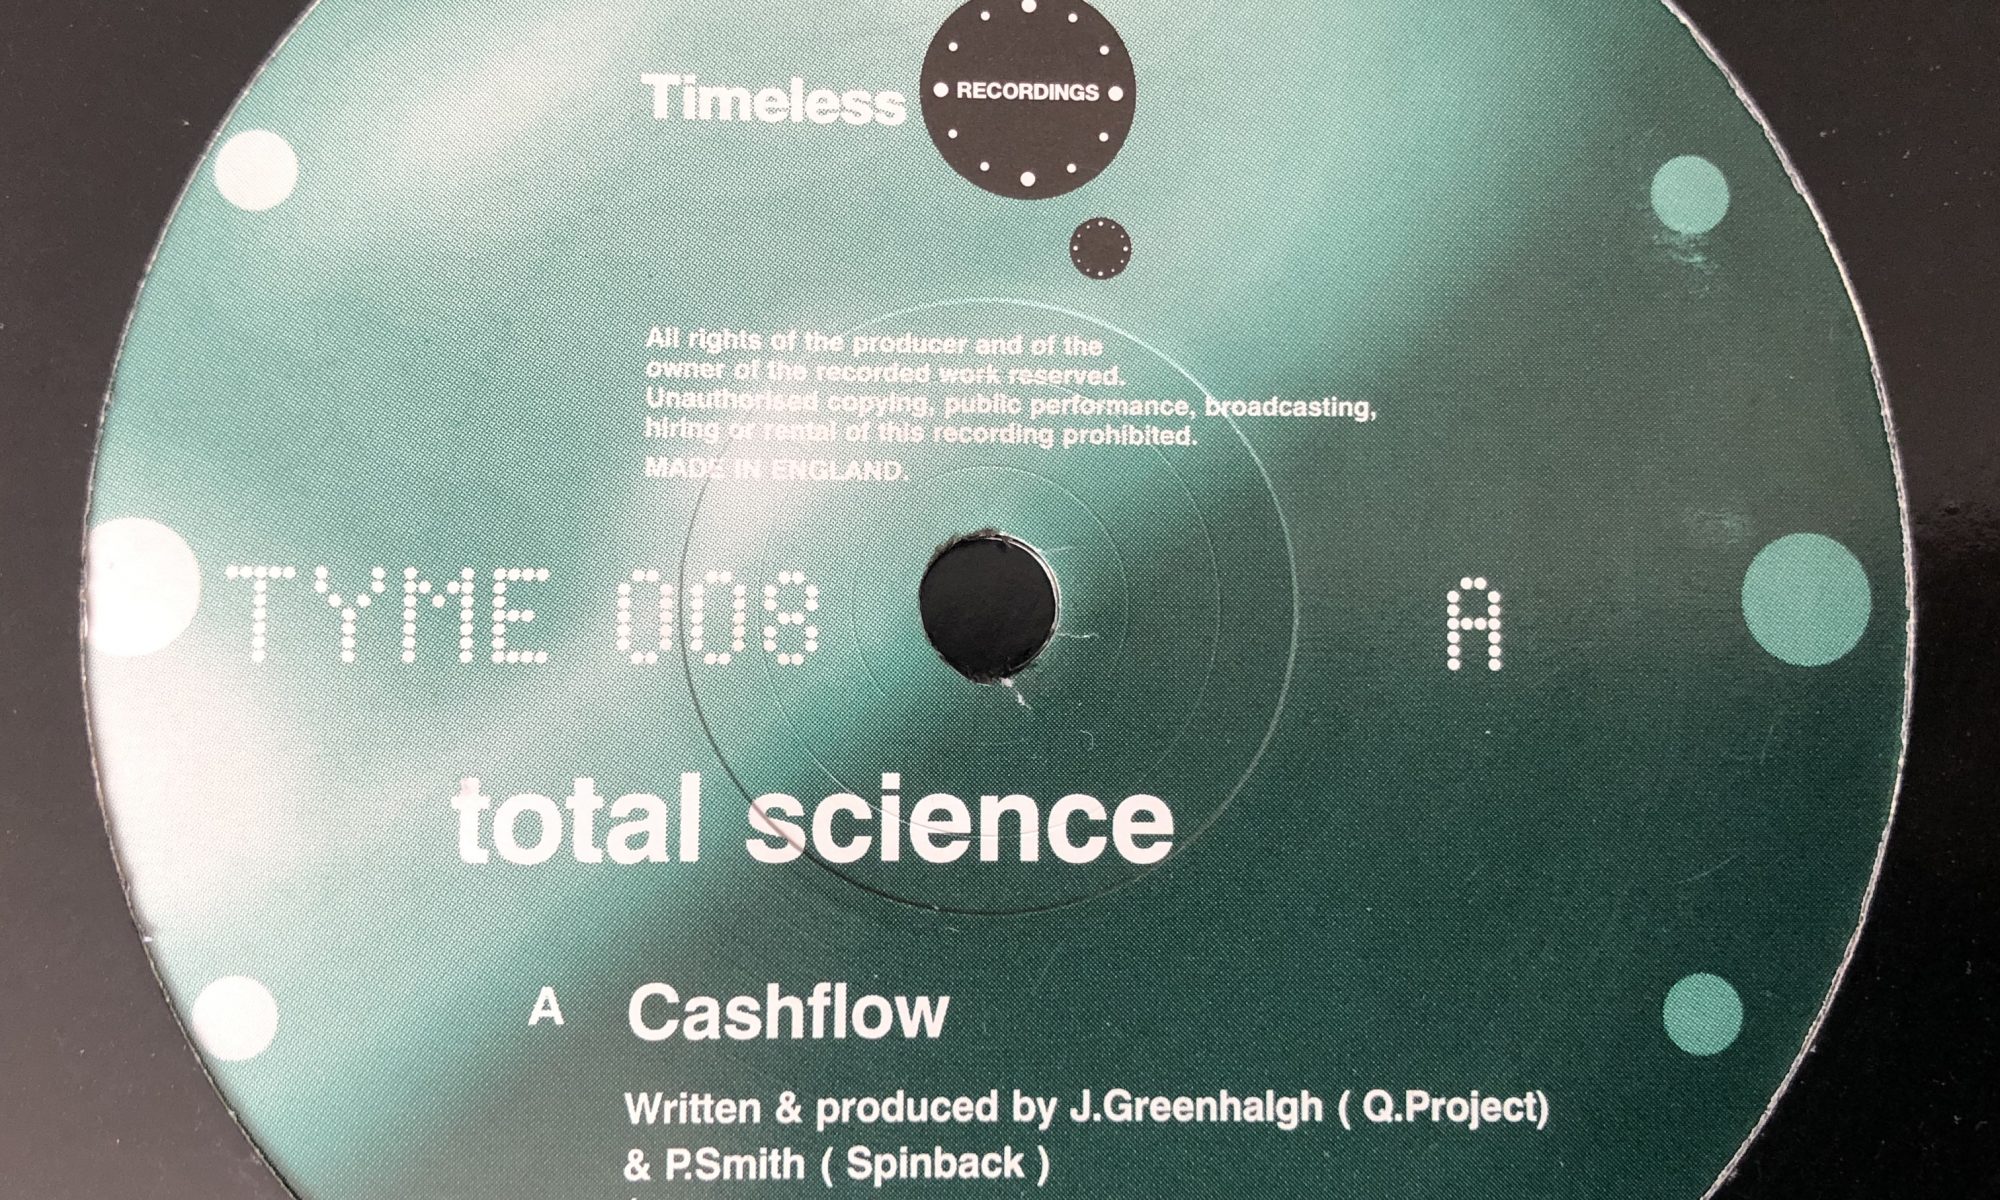 Timeless
RECORDINGS
All rights of the producer and of the
owner of the recorded work reserved.
Unauthorised copying, public performance, broadcasting,
hiring or rental of this recording prohibited.
MADE IN ENGLAND.
TYME 008
A
total science
A Cashflow
Written & produced by J.Greenhalgh ( Q.Project)
& P.Smith ( Spinback )